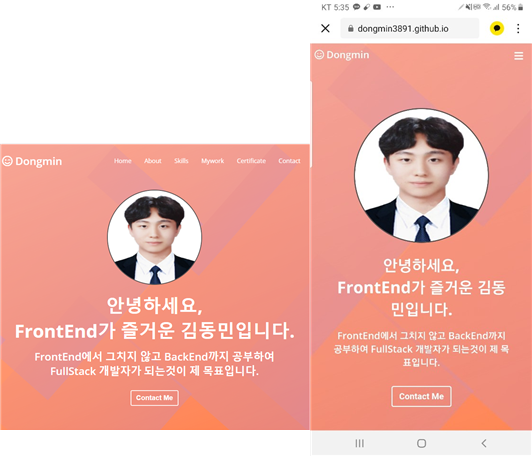 Dongmin
Home About Skills Mywork Certificate Contact
안녕하세요,
FrontEnd가 즐거운 김동민입니다.
FrontEnd에서 그치지 않고 BackEnd까지 공부하여
FullStack 개발자가 되는것이 제 목표입니다.
Contact Me
KT 5:35 56%
dongmin3891.github.io
Dongmin
안녕하세요,
FrontEnd가 즐거운 김동
민입니다.
FrontEnd에서 그치지 않고 BackEnd까지 공부하
여 FullStack 개발자가 되는것이 제 목
표입니다.
Contact Me